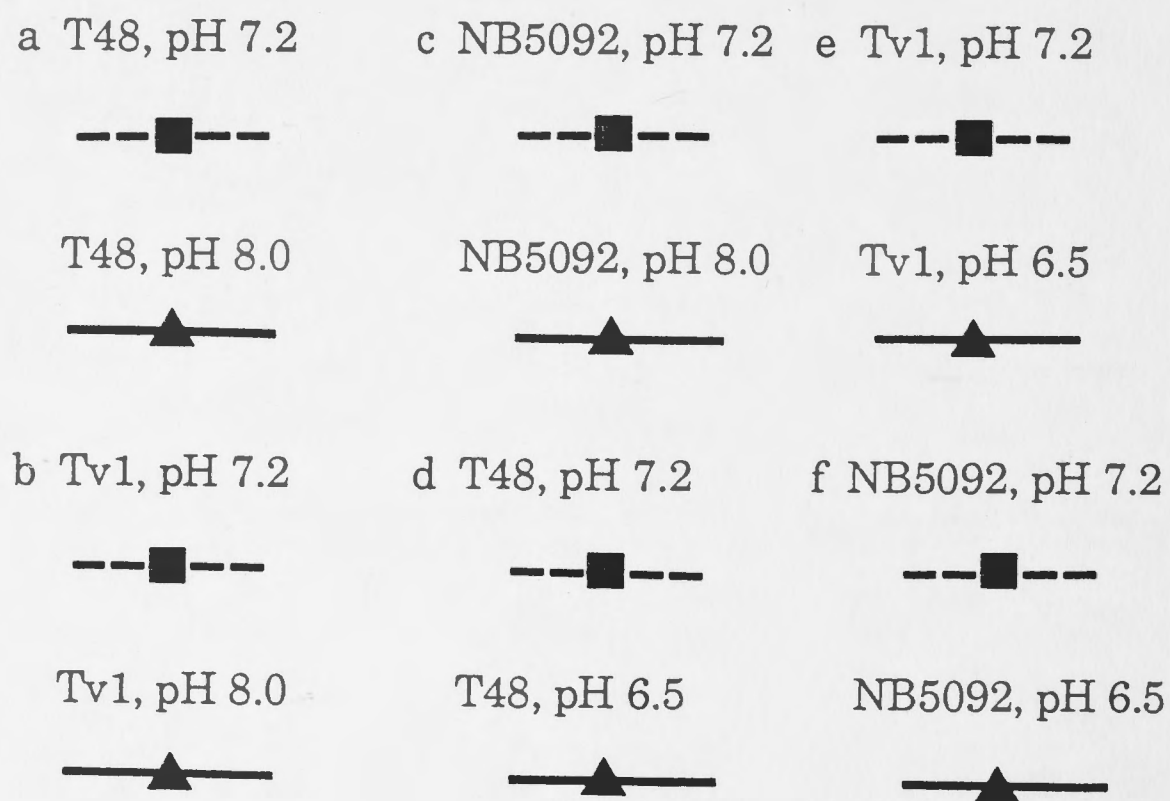 a T48, pH 7.2
T48, pH 8.0
b Tv1, pH 7.2
Tv1, pH 8.0
c NB5092, pH 7.2
NB5092, pH 8.0
d T48, pH 7.2
T48, pH 6.5
e Tv1, pH 7.2
Tv1, pH 6.5
f NB5092, pH 7.2
NB5092, pH 6.5